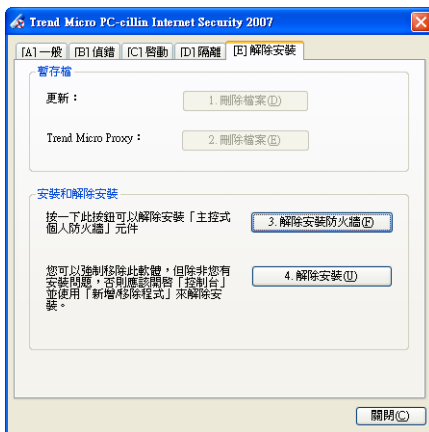 Trend Micro PC-cillin Internet Security 2007
[A]一般 [B]偵錯 [C]啓動 [D]隔離 [E]解除安裝
暫存檔
更新：
1. 刪除檔案(D)
Trend Micro Proxy：
2. 刪除檔案(E)
安裝和解除安裝
按一下此按鈕可以解除安裝「主控式
個人防火牆」元件
3. 解除安裝防火牆(F)
您可以強制移除此軟體，但除非您有
安裝問題，否則應該開啓「控制台」
並使用「新增/移除程式」來解除安
裝。
4. 解除安裝(U)
關閉(C)